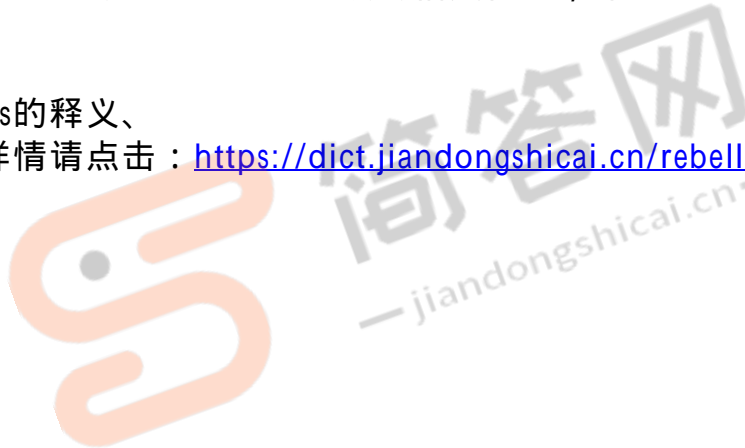 s的释义、
详情请点击：https://dict.jiandongshicai.cn/rebell
简答网
jiandongshicai.cn